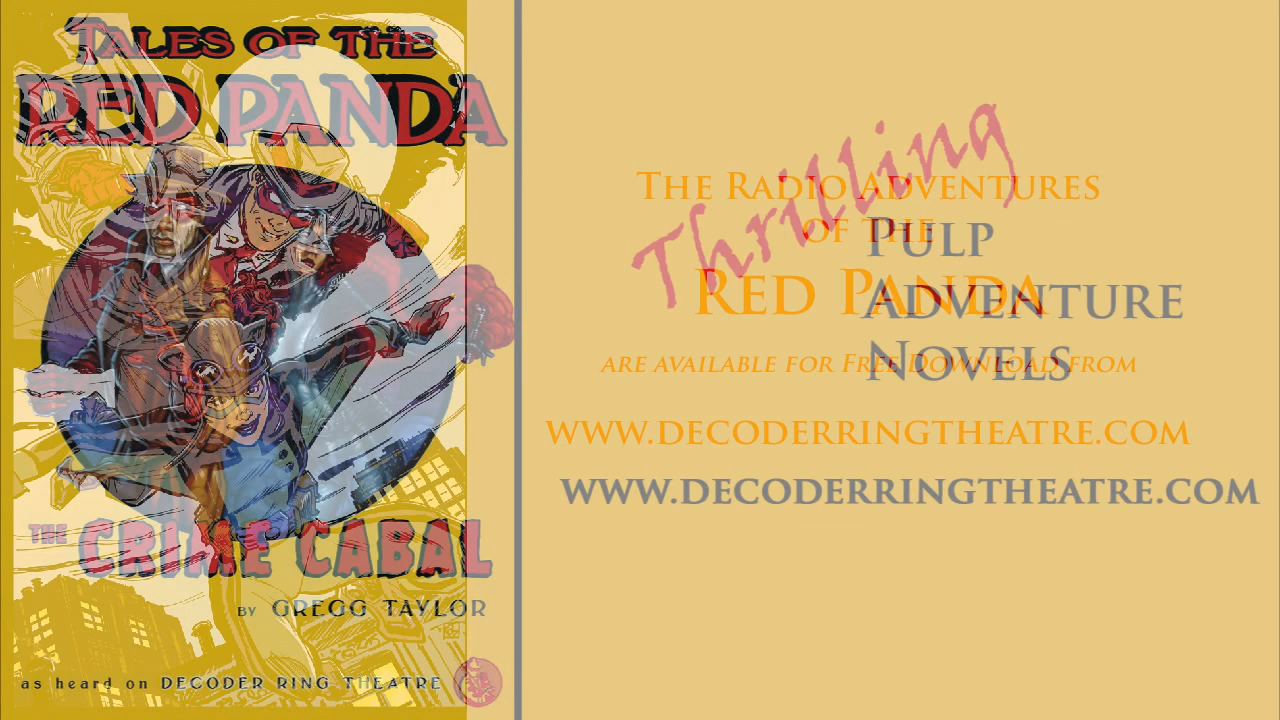 TALES OF THE
RED PANDA
THE CRIME CABAL
BY GREGG TAYLOR
as heard on DECODER RING THEATRE
Thrilling
THE RADIO ADVENTURES
OF THE
RED PANDA
ARE AVAILABLE FOR FREE DOWNLOAD FROM
WWW.DECODERRINGTHEATRE.COM
PULP
ADVENTURE
NOVELS
WWW.DECODERRINGTHEATRE.COM